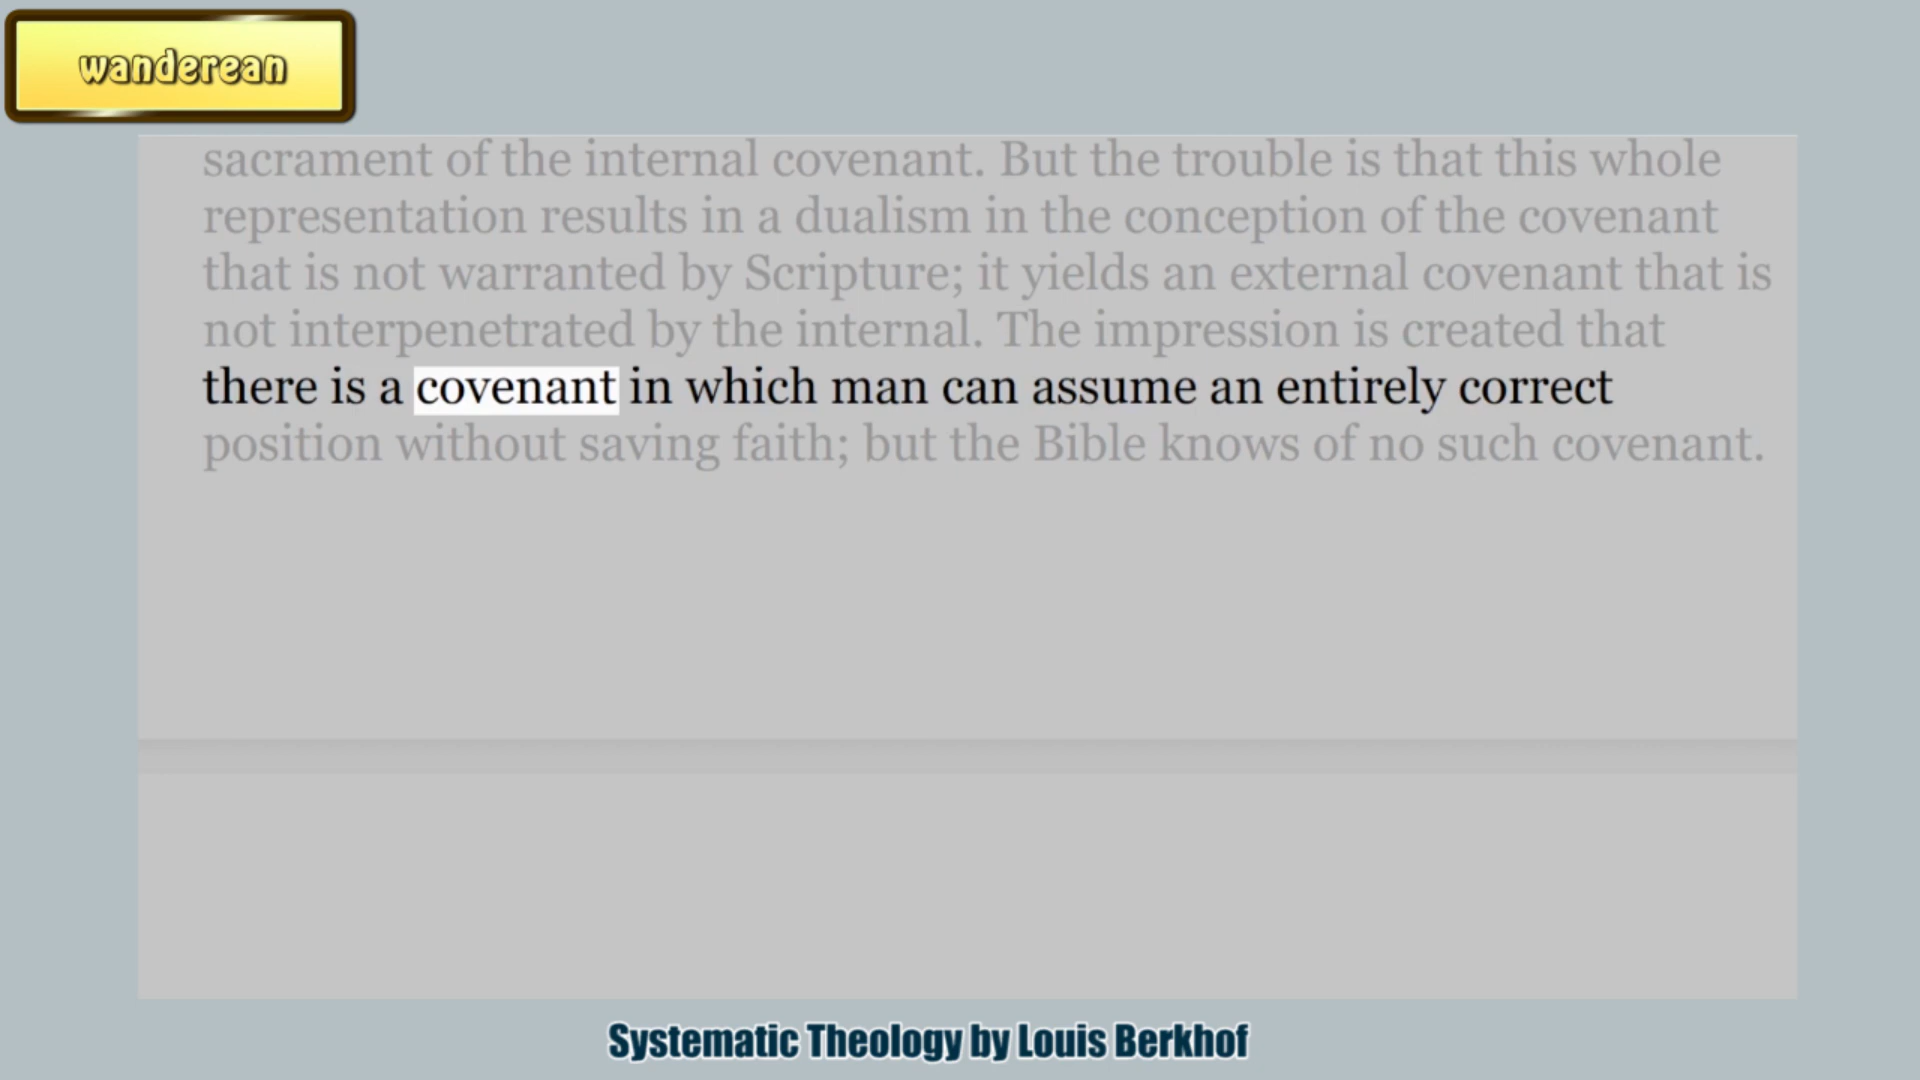 wanderean
sacrament of the internal covenant. But the trouble is that this whole
representation results in a dualism in the conception of the covenant
that is not warranted by Scripture; it yields an external covenant that is
not interpenetrated by the internal. The impression is created that
there is a covenant in which man can assume an entirely correct
position without saving faith; but the Bible knows of no such covenant.
Systematic Theology by Louis Berkhof